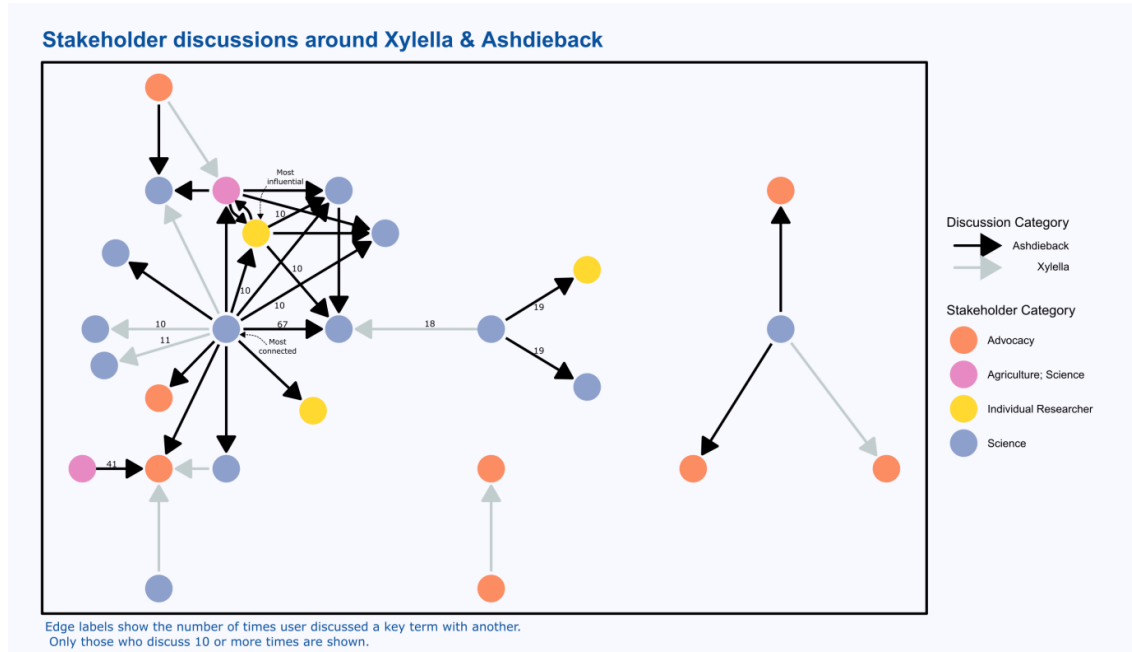 Stakeholder discussions around Xylella & Ashdieback
Most
influential
10
10
10
10
67
Most
connected
10
11
18
19
19
41
Discussion Category
Ashdieback
Xylella
Stakeholder Category
Advocacy
Agriculture; Science
Individual Researcher
Science
Edge labels show the number of times user discussed a key term with another.
Only those who discuss 10 or more times are shown.